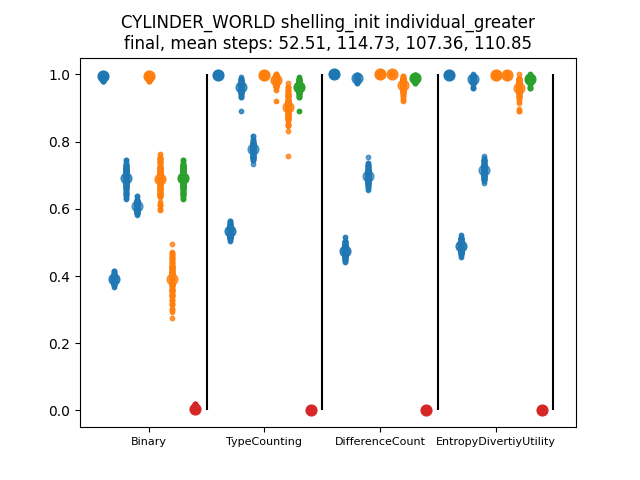 CYLINDER_WORLD shelling_init individual_greater
final, mean steps: 52.51, 114.73, 107.36, 110.85
1.0
0.8
0.6
0.4
0.2
0.0
Binary TypeCounting DifferenceCount EntropyDivertiyUtility